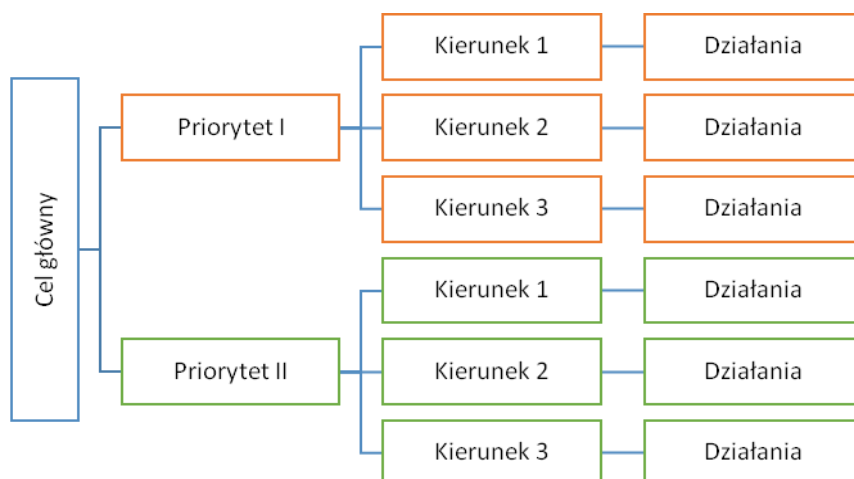 Cel główny
Priorytet I
Kierunek 1
Działania
Kierunek 2
Działania
Kierunek 3
Działania
Priorytet II
Kierunek 1
Działania
Kierunek 2
Działania
Kierunek 3
Działania